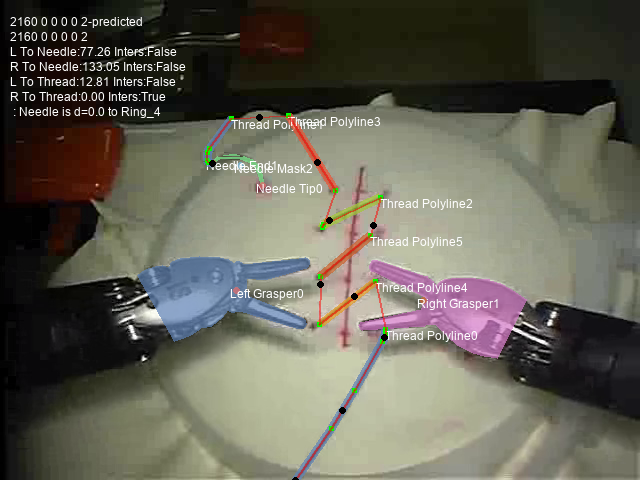 2160 0 0 0 0 2-predicted
2160 0 0 0 0 2
L To Needle:77.26 Inters:False
R To Needle:133.05 Inters:False
L To Thread:12.81 Inters:False
R To Thread:0.00 Inters:True
: Needle is d=0.0 to Ring_4
Thread Polyline1
Thread Polyline3
Needle End1
Needle Mask2
Needle Tip0
Thread Polyline2
Thread Polyline5
Left Grasper0
Thread Polyline4
Right Grasper1
Thread Polyline0